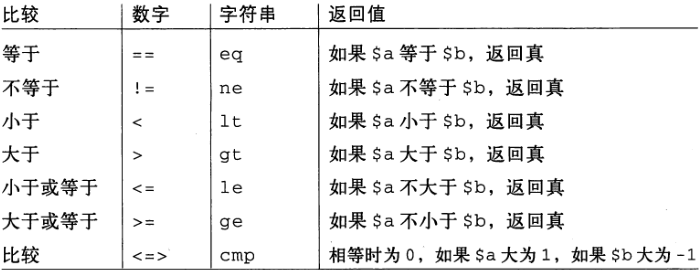 比较 数字 字符串 返回值
等于 == eq 如果 $a 等于 $b，返回真
不等于 != ne 如果 $a 不等于 $b，返回真
小于 < lt 如果 $a 小于 $b，返回真
大于 > gt 如果 $a 大于 $b，返回真
小于或等于 <= le 如果 $a 不大于 $b，返回真
大于或等于 >= ge 如果 $a 不小于 $b，返回真
比较 <=> cmp 相等时为 0，如果 $a 大为 1，如果 $b 大为 -1